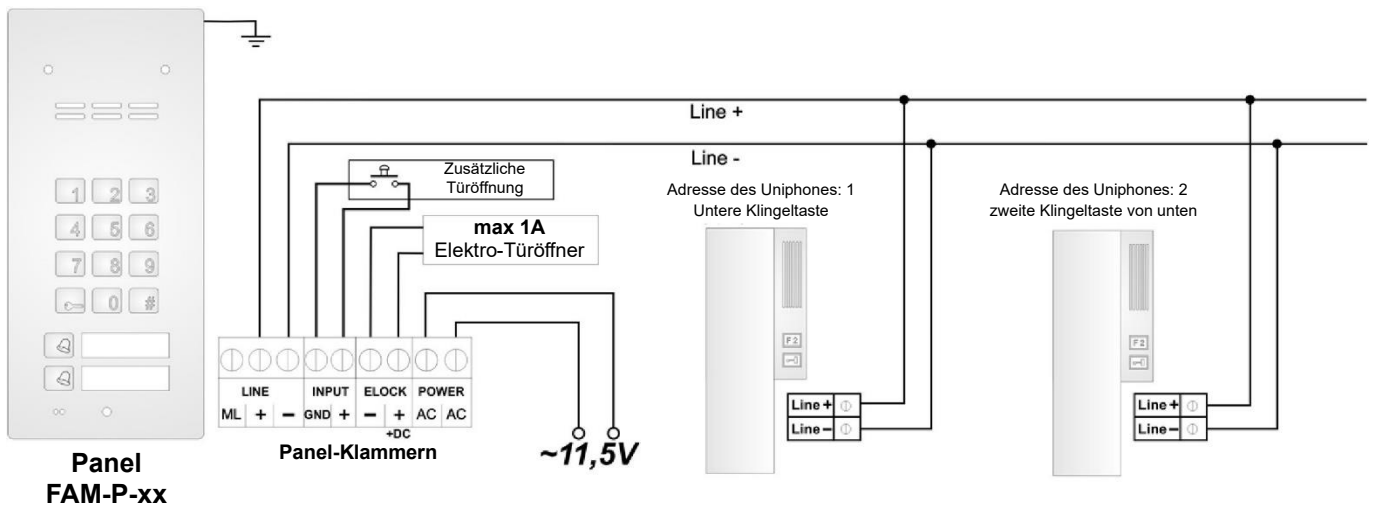 Line +
Line -
Zusätzliche
Türöffnung
max 1A
Elektro-Türöffner
Adresse des Uniphones: 1
Untere Klingeltaste
Adresse des Uniphones: 2
zweite Klingeltaste von unten
1 2 3
4 5 6
7 8 9
0 #
F2
F2
LINE INPUT ELOCK POWER
ML + − GND + − + AC AC
+DC
Panel-Klammern
~11,5V
Line +
Line −
Line +
Line −
Panel
FAM-P-xx